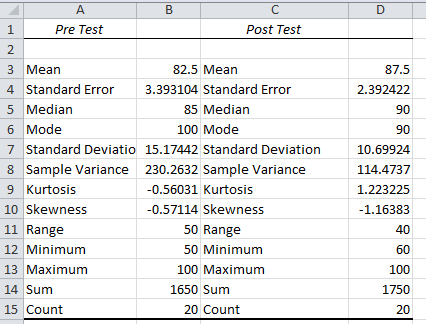 A B C D
1 Pre Test Post Test
2
3 Mean 82.5 Mean 87.5
4 Standard Error 3.393104 Standard Error 2.392422
5 Median 85 Median 90
6 Mode 100 Mode 90
7 Standard Deviatio 15.17442 Standard Deviation 10.69924
8 Sample Variance 230.2632 Sample Variance 114.4737
9 Kurtosis -0.56031 Kurtosis 1.223225
10 Skewness -0.57114 Skewness -1.16383
11 Range 50 Range 40
12 Minimum 50 Minimum 60
13 Maximum 100 Maximum 100
14 Sum 1650 Sum 1750
15 Count 20 Count 20